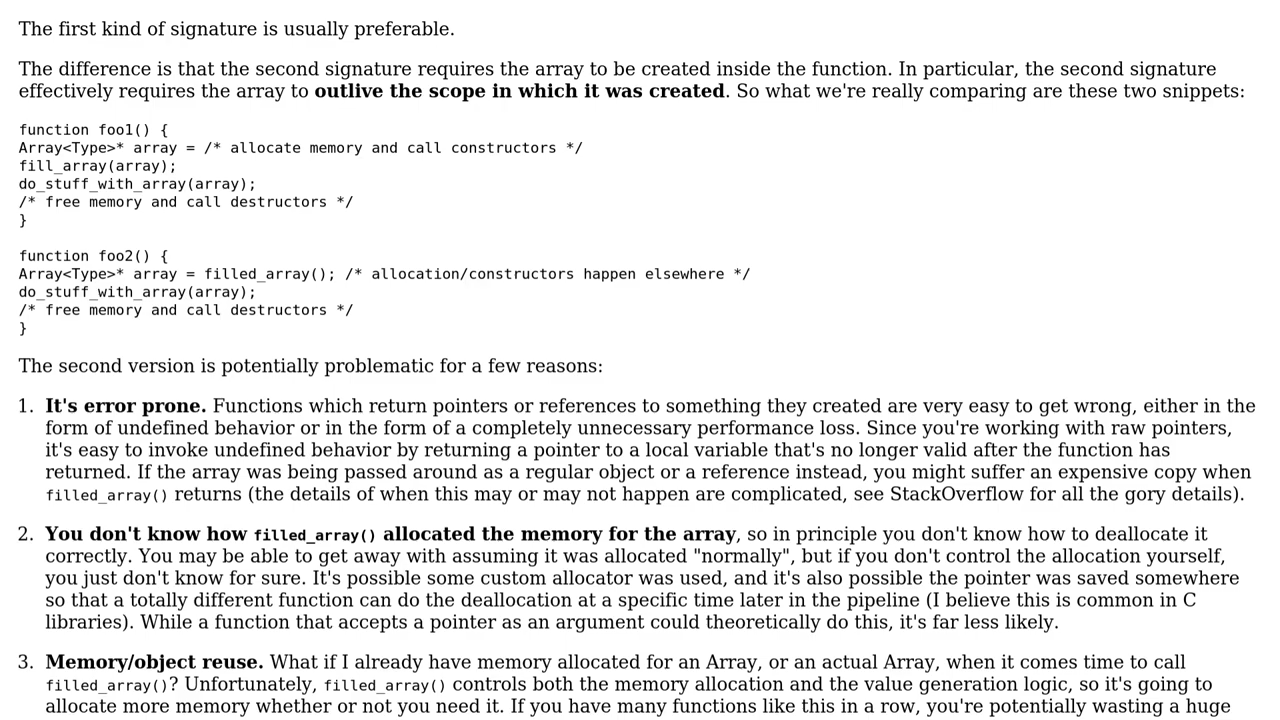 The first kind of signature is usually preferable.
The difference is that the second signature requires the array to be created inside the function. In particular, the second signature
effectively requires the array to outlive the scope in which it was created. So what we're really comparing are these two snippets:
function foo1() {
Array<Type>* array = /* allocate memory and call constructors */
fill_array(array);
do_stuff_with_array(array);
/* free memory and call destructors */
}
function foo2() {
Array<Type>* array = filled_array(); /* allocation/constructors happen elsewhere */
do_stuff_with_array(array);
/* free memory and call destructors */
}
The second version is potentially problematic for a few reasons:
1. It's error prone. Functions which return pointers or references to something they created are very easy to get wrong, either in the
form of undefined behavior or in the form of a completely unnecessary performance loss. Since you're working with raw pointers,
it's easy to invoke undefined behavior by returning a pointer to a local variable that's no longer valid after the function has
returned. If the array was being passed around as a regular object or a reference instead, you might suffer an expensive copy when
filled_array() returns (the details of when this may or may not happen are complicated, see StackOverflow for all the gory details).
2. You don't know how filled_array() allocated the memory for the array, so in principle you don't know how to deallocate it
correctly. You may be able to get away with assuming it was allocated "normally", but if you don't control the allocation yourself,
you just don't know for sure. It's possible some custom allocator was used, and it's also possible the pointer was saved somewhere
so that a totally different function can do the deallocation at a specific time later in the pipeline (I believe this is common in C
libraries). While a function that accepts a pointer as an argument could theoretically do this, it's far less likely.
3. Memory/object reuse. What if I already have memory allocated for an Array, or an actual Array, when it comes time to call
filled_array()? Unfortunately, filled_array() controls both the memory allocation and the value generation logic, so it's going to
allocate more memory whether or not you need it. If you have many functions like this in a row, you're potentially wasting a huge